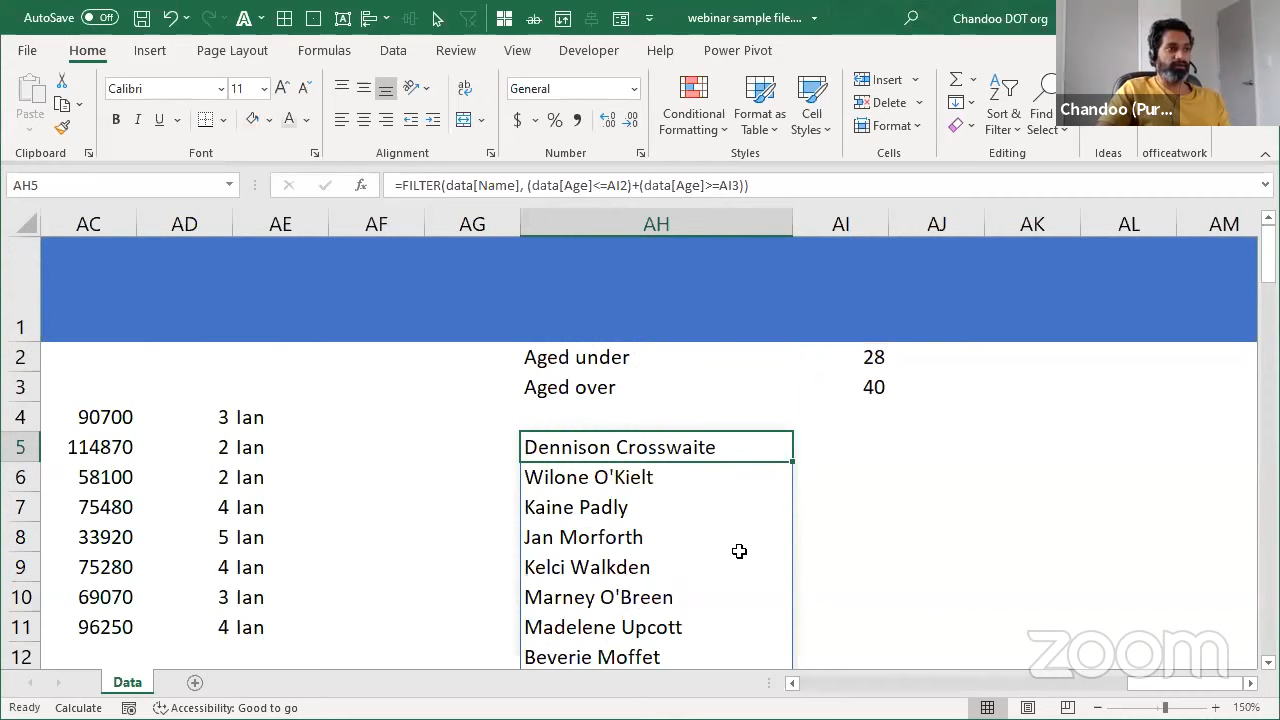 AutoSave Off webinar sample file.... Chandoo DOT org
File Home Insert Page Layout Formulas Data Review View Developer Help Power Pivot
Chandoo (Pur...
Paste
Calibri 11
B I U
General
$ % 9
Conditional Formatting
Format as Table
Cell Styles
Insert
Delete
Format
Sort & Filter
Find Select
Clipboard Font Alignment Number Styles Cells Editing Ideas officeatwork
AH5 fx =FILTER(data[Name], (data[Age]<=AI2)+(data[Age]>=AI3))
AC AD AE AF AG AH AI AJ AK AL AM
1
2 Aged under 28
3 Aged over 40
4 90700 3 Ian
5 114870 2 Ian Dennison Crosswaite
6 58100 2 Ian Wilone O'Kielt
7 75480 4 Ian Kaine Padly
8 33920 5 Ian Jan Morforth
9 75280 4 Ian Kelci Walkden
10 69070 3 Ian Marney O'Breen
11 96250 4 Ian Madelene Upcott
12 Beverie Moffet
zoom
Data
Ready Calculate Accessibility: Good to go 150%